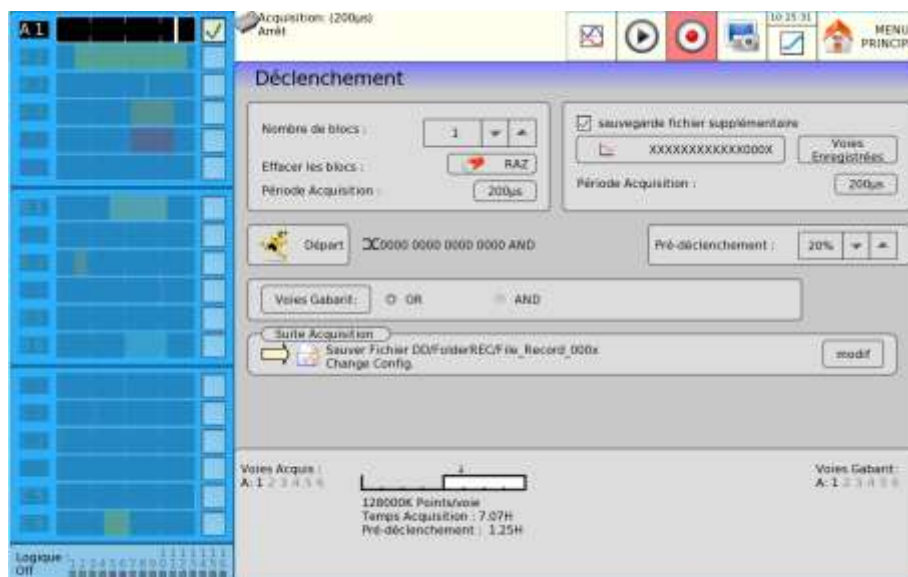 A 1
Acquisition: (200µs)
Arrêt
10 25 31
MENU
PRINCIP
Déclenchement
Nombre de blocs :
1
Effacer les blocs :
RAZ
Période Acquisition :
200µs
sauvegarde fichier supplémentaire
XXXXXXXXXXXX000X
Voies
Enregistrées
Période Acquisition :
200µs
Départ
0000 0000 0000 0000 AND
Pré-déclenchement :
20%
Voies Gabarit:
OR
AND
Suite Acquisition
Sauver Fichier DD/FolderREC/File_Record_000x
Change Config.
modif
Voies Acquis :
A: 1 2 3 4 5 6
128000K Points/voie
Temps Acquisition : 7.07H
Pré-déclenchement : 1.25H
Voies Gabarit:
A: 1 2 3 4 5 6
Logique :
Off